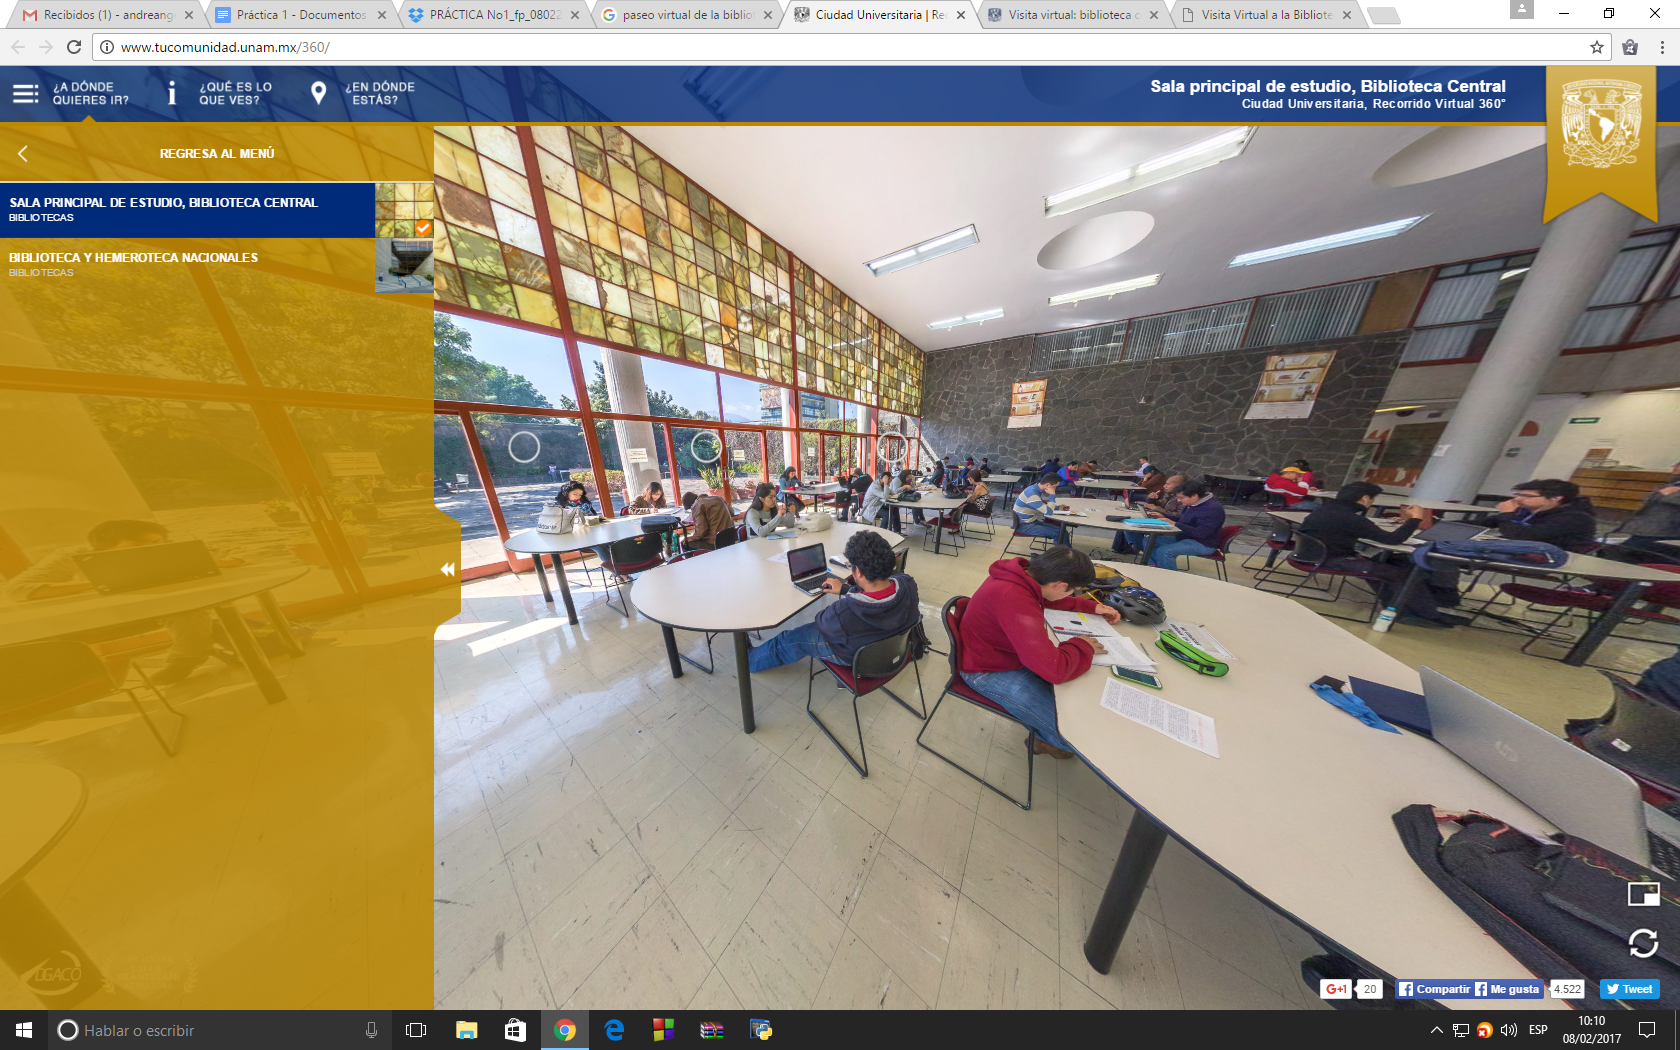 Recibidos (1) - andreang
Práctica 1 - Documentos
PRÁCTICA No1_fp_08022
paseo virtual de la biblio
Ciudad Universitaria | Re
Visita virtual: biblioteca c
Visita Virtual a la Bibliote
www.tucomunidad.unam.mx/360/
¿A DÓNDE
QUIERES IR?
¿QUÉ ES LO
QUE VES?
¿EN DÓNDE
ESTÁS?
Sala principal de estudio, Biblioteca Central
Ciudad Universitaria, Recorrido Virtual 360°
REGRESA AL MENÚ
SALA PRINCIPAL DE ESTUDIO, BIBLIOTECA CENTRAL
BIBLIOTECAS
BIBLIOTECA Y HEMEROTECA NACIONALES
BIBLIOTECAS
DGACO
G+1
20
Compartir
Me gusta
4.522
Tweet
Hablar o escribir
ESP
10:10
08/02/2017